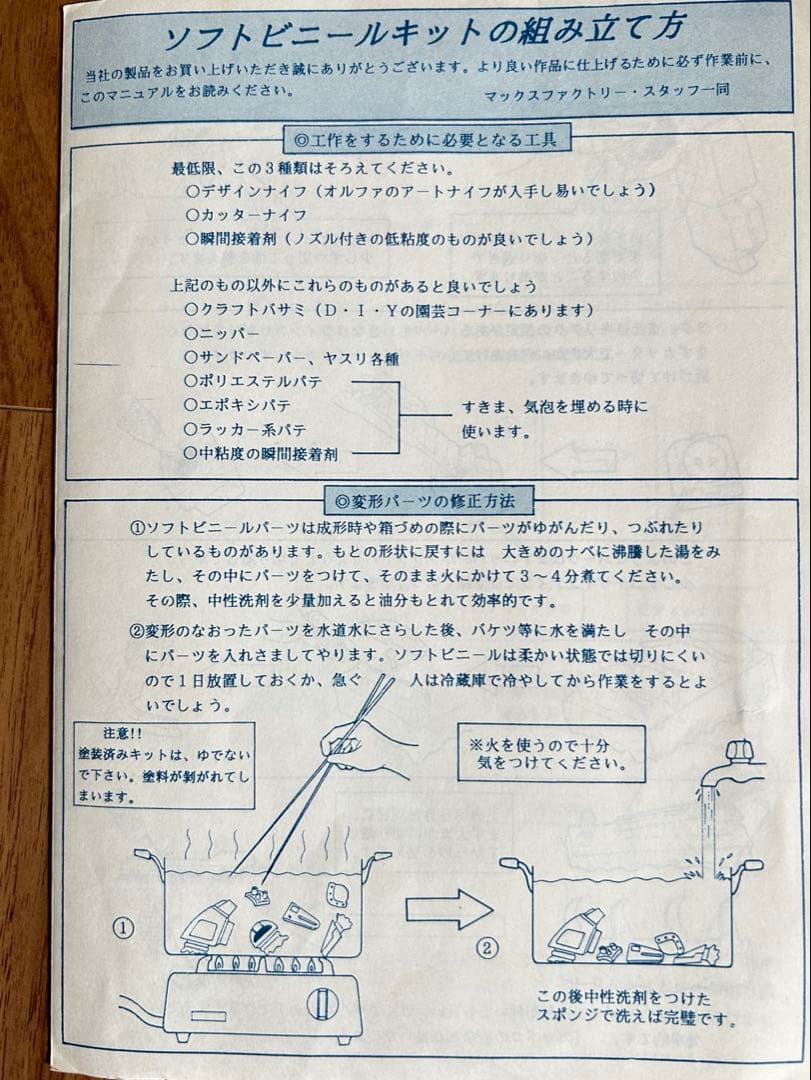 ソフトビニールキットの組み立て方
当社の製品をお買い上げいただき誠にありがとうございます。より良い作品に仕上げるために必ず作業前に、
このマニュアルをお読みください。
マックスファクトリー・スタッフ一同
◎工作をするために必要となる工具
最低限、この3種類はそろえてください。
○デザインナイフ（オルファのアートナイフが入手し易いでしょう）
○カッターナイフ
○瞬間接着剤（ノズル付きの低粘度のものが良いでしょう）
上記のもの以外にこれらのものがあると良いでしょう
○クラフトバサミ（D・I・Yの園芸コーナーにあります）
○ニッパー
○サンドペーパー、ヤスリ各種
○ポリエステルパテ
○エポキシパテ
○ラッカー系パテ
○中粘度の瞬間接着剤
すきま、気泡を埋める時に
使います。
◎変形パーツの修正方法
①ソフトビニールパーツは成形時や箱づめの際にパーツがゆがんだり、つぶれたり
しているものがあります。もとの形状に戻すには 大きめのナベに沸騰した湯をみ
たし、その中にパーツをつけて、そのまま火にかけて3～4分煮てください。
その際、中性洗剤を少量加えると油分もとれて効率的です。
②変形のなおったパーツを水道水にさらした後、バケツ等に水を満たし その中
にパーツを入れさましてやります。ソフトビニールは柔かい状態では切りにくい
ので1日放置しておくか、急ぐ 人は冷蔵庫で冷やしてから作業をするとよ
いでしょう。
注意!!
塗装済みキットは、ゆでない
で下さい。塗料が剝がれてし
まいます。
※火を使うので十分
気をつけてください。
①
②
この後中性洗剤をつけた
スポンジで洗えば完璧です。